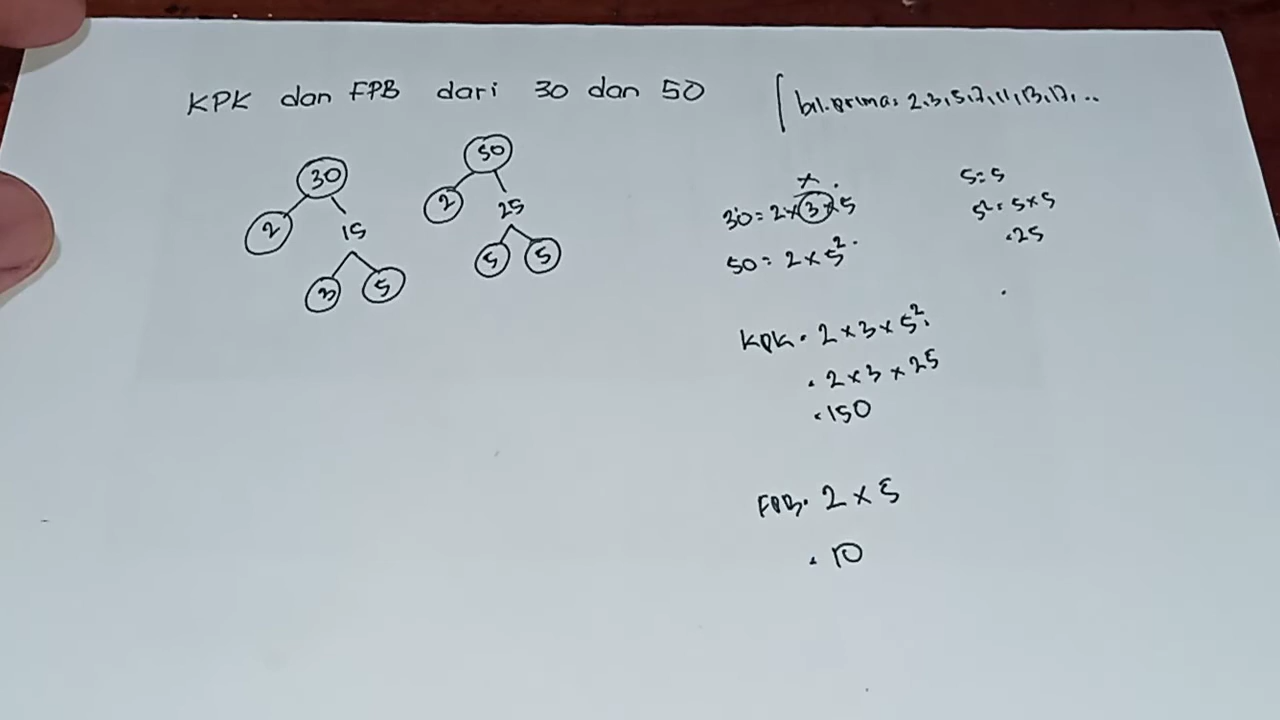 KPK dan FPB dari 30 dan 50
bil.prima: 2,3,5,7,11,13,17,...
30
2
15
3
5
50
2
25
5
5
x
30 = 2 x 3 x 5
50 = 2 x 5²
5 = 5
5² = 5 x 5
= 25
KPK = 2 x 3 x 5²
= 2 x 3 x 25
= 150
FPB = 2 x 5
= 10